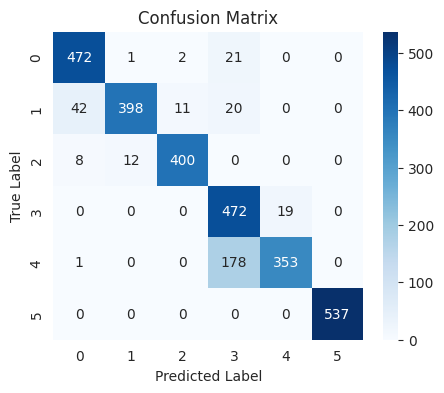 Confusion Matrix
0 472 1 2 21 0 0
1 42 398 11 20 0 0
2 8 12 400 0 0 0
3 0 0 0 472 19 0
4 1 0 0 178 353 0
5 0 0 0 0 0 537
0 1 2 3 4 5
True Label
Predicted Label
500
400
300
200
100
0